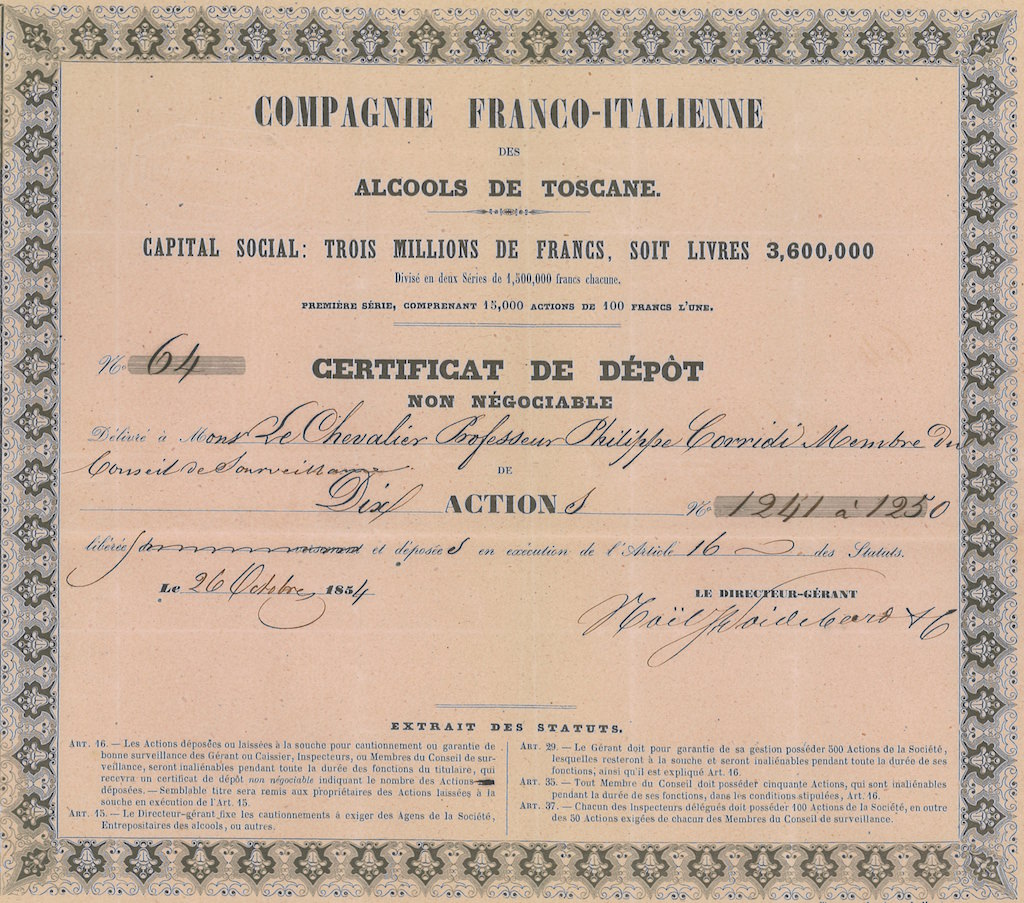 COMPAGNIE FRANCO-ITALIENNE
DES
ALCOOLS DE TOSCANE.
CAPITAL SOCIAL: TROIS MILLIONS DE FRANCS, SOIT LIVRES 3,600,000
Divisé en deux Séries de 1,500,000 francs chacune.
PREMIÈRE SÉRIE, COMPRENANT 15,000 ACTIONS DE 100 FRANCS L'UNE.
No 64
CERTIFICAT DE DÉPÔT
NON NÉGOCIABLE
Délivré à Mons Le Chevalier Professeur Philippe Corridi Membre du
Conseil de Sourveillance
DE
Dix ACTIONS No 1241 à 1250
libérées et déposées en exécution de l'Article 16 des Statuts.
Le 26 Octobre 1854
LE DIRECTEUR-GÉRANT
Noël
EXTRAIT DES STATUTS.
ART. 16. — Les Actions déposées ou laissées à la souche pour cautionnement ou garantie de
bonne surveillance des Gérant ou Caissier, Inspecteurs, ou Membres du Conseil de sur-
veillance, seront inaliénables pendant toute la durée des fonctions du titulaire, qui
recevra un certificat de dépôt non négociable indiquant le nombre des Actions
déposées. — Semblable titre sera remis aux propriétaires des Actions laissées à la
souche en exécution de l'Art. 15.
ART. 15. — Le Directeur-gérant fixe les cautionnements à exiger des Agens de la Société,
Entrepositaires des alcools, ou autres.
ART. 29. — Le Gérant doit pour garantie de sa gestion posséder 500 Actions de la Société,
lesquelles resteront à la souche et seront inaliénables pendant toute la durée de ses
fonctions, ainsi qu'il est expliqué Art. 16.
ART. 35. — Tout Membre du Conseil doit posséder cinquante Actions, qui sont inaliénables
pendant la durée de ses fonctions, dans les conditions stipulées, Art. 16.
ART. 37. — Chacun des Inspecteurs délégués doit posséder 100 Actions de la Société, en outre
des 50 Actions exigées de chacun des Membres du Conseil de surveillance.